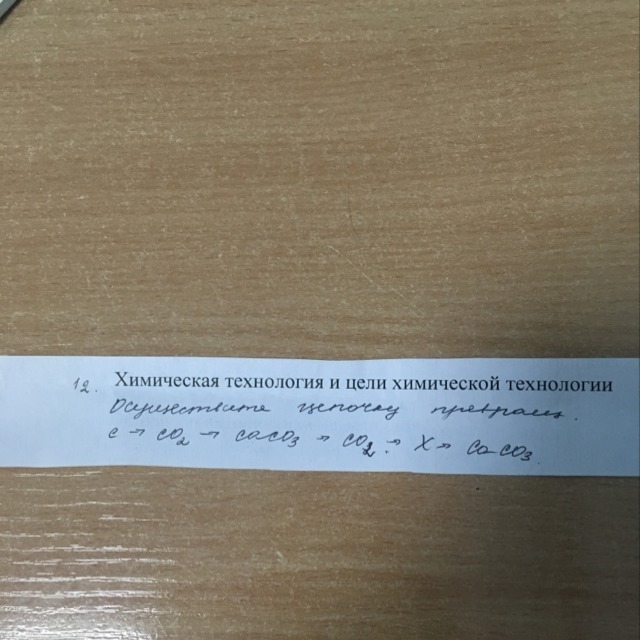 12. Химическая технология и цели химической технологии
Осуществите цепочку превращ.
C → CO2 → CaCO3 → CO2 → X → CaCO3